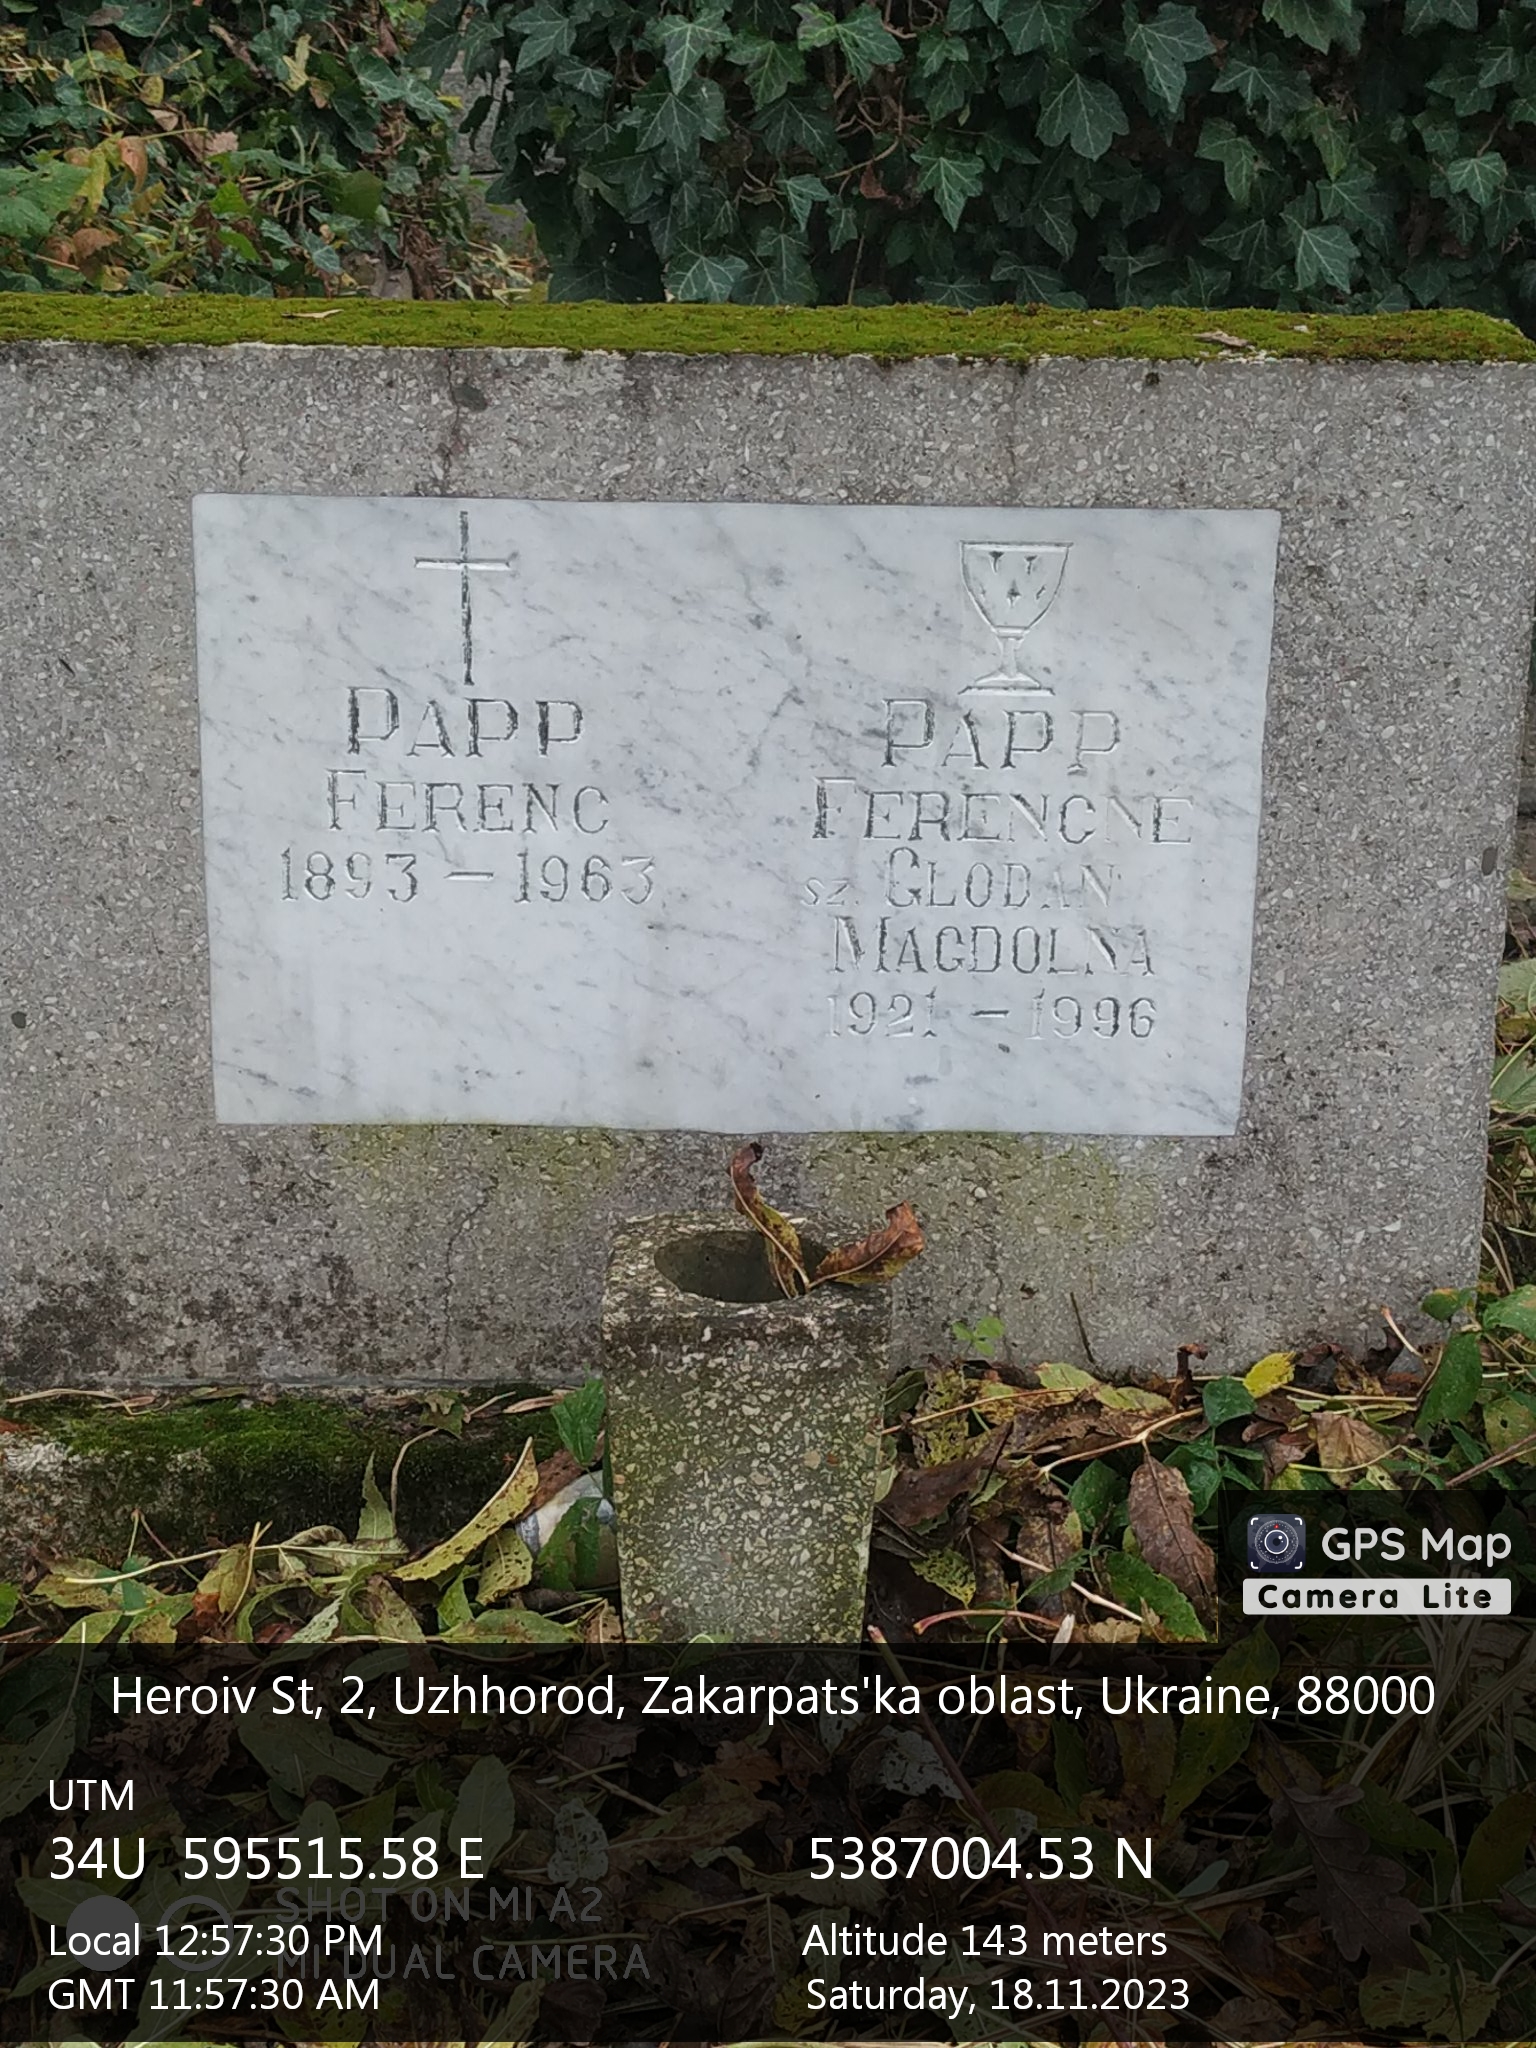 PAPP
FERENC
1893 - 1963
PAPP
FERENCNÉ
SZ. GLODAN
MAGDOLNA
1921 - 1996
GPS Map
Camera Lite
Heroiv St, 2, Uzhhorod, Zakarpats'ka oblast, Ukraine, 88000
UTM
34U 595515.58 E 5387004.53 N
SHOT ON MI A2
MI DUAL CAMERA
Local 12:57:30 PM Altitude 143 meters
GMT 11:57:30 AM Saturday, 18.11.2023